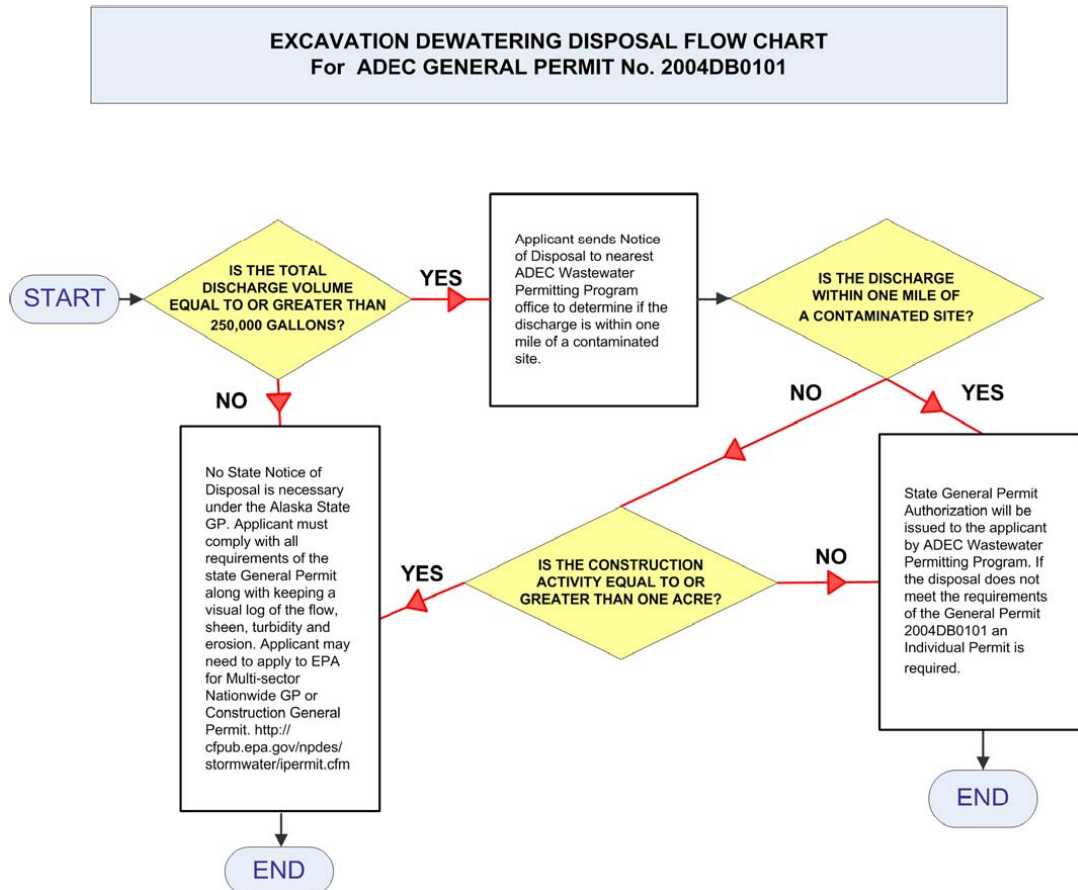 EXCAVATION DEWATERING DISPOSAL FLOW CHART
For ADEC GENERAL PERMIT No. 2004DB0101
START
IS THE TOTAL
DISCHARGE VOLUME
EQUAL TO OR GREATER THAN
250,000 GALLONS?
YES
Applicant sends Notice
of Disposal to nearest
ADEC Wastewater
Permitting Program
office to determine if the
discharge is within one
mile of a contaminated
site.
IS THE DISCHARGE
WITHIN ONE MILE OF
A CONTAMINATED SITE?
NO
NO
YES
No State Notice of
Disposal is necessary
under the Alaska State
GP. Applicant must
comply with all
requirements of the
state General Permit
along with keeping a
visual log of the flow,
sheen, turbidity and
erosion. Applicant may
need to apply to EPA
for Multi-sector
Nationwide GP or
Construction General
Permit. http://
cfpub.epa.gov/npdes/
stormwater/ipermit.cfm
YES
IS THE CONSTRUCTION
ACTIVITY EQUAL TO OR
GREATER THAN ONE ACRE?
NO
State General Permit
Authorization will be
issued to the applicant
by ADEC Wastewater
Permitting Program. If
the disposal does not
meet the requirements
of the General Permit
2004DB0101 an
Individual Permit is
required.
END
END